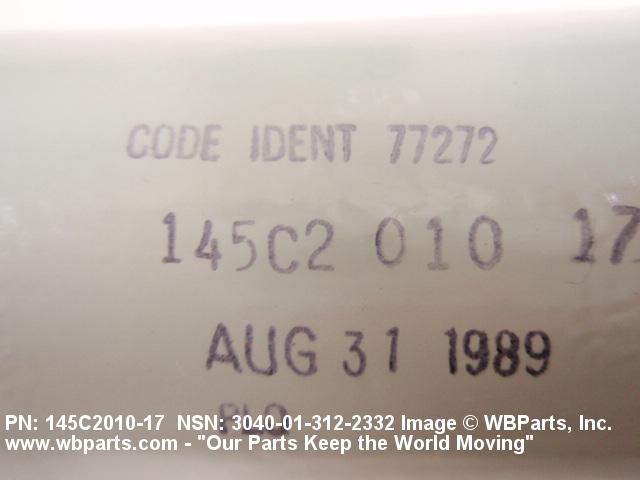 CODE IDENT 77272
145C2 010 17
AUG 31 1989
PN: 145C2010-17 NSN: 3040-01-312-2332 Image © WBParts, Inc.
www.wbparts.com - "Our Parts Keep the World Moving"